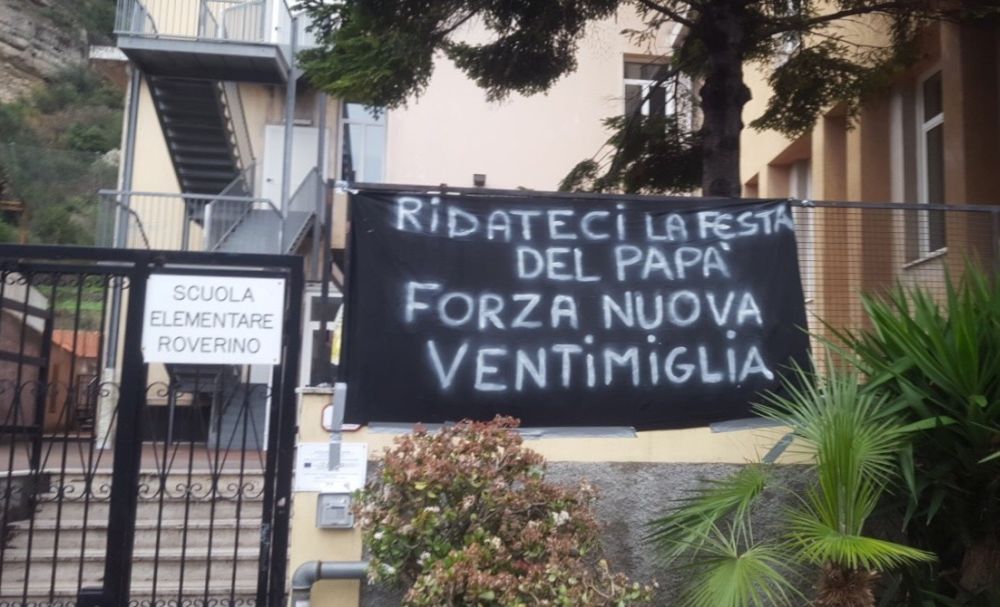 SCUOLA
ELEMENTARE
ROVERINO
RiDATECI LA FESTA
DEL PAPÀ
FORZA NUOVA
VENTiMiGLIA